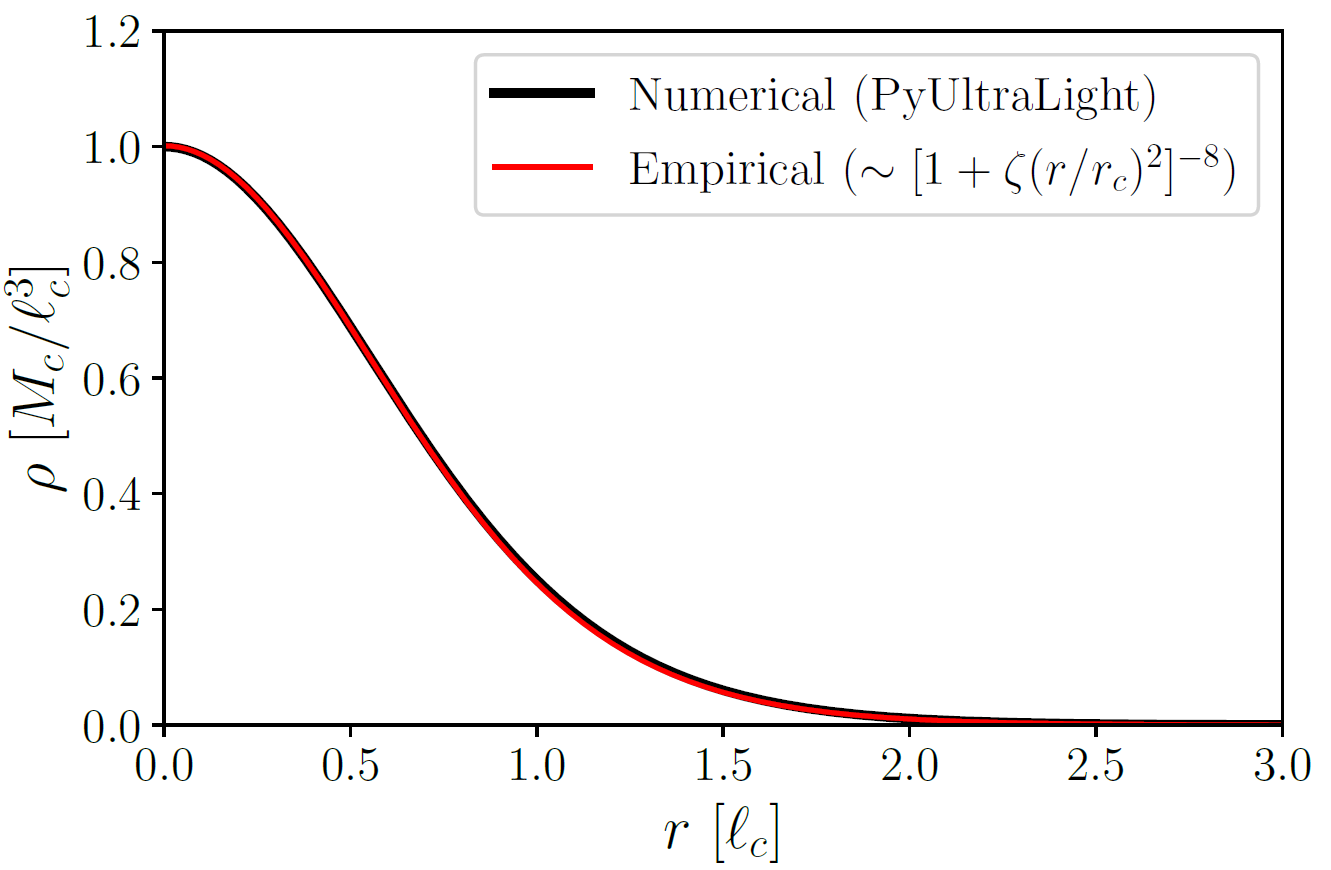 1.2
1.0
0.8
0.6
0.4
0.2
0.0
ρ [M_c/ℓ_c^3]
Numerical (PyUltraLight)
Empirical (∼ [1 + ζ(r/r_c)^2]^{−8})
0.0 0.5 1.0 1.5 2.0 2.5 3.0
r [ℓ_c]